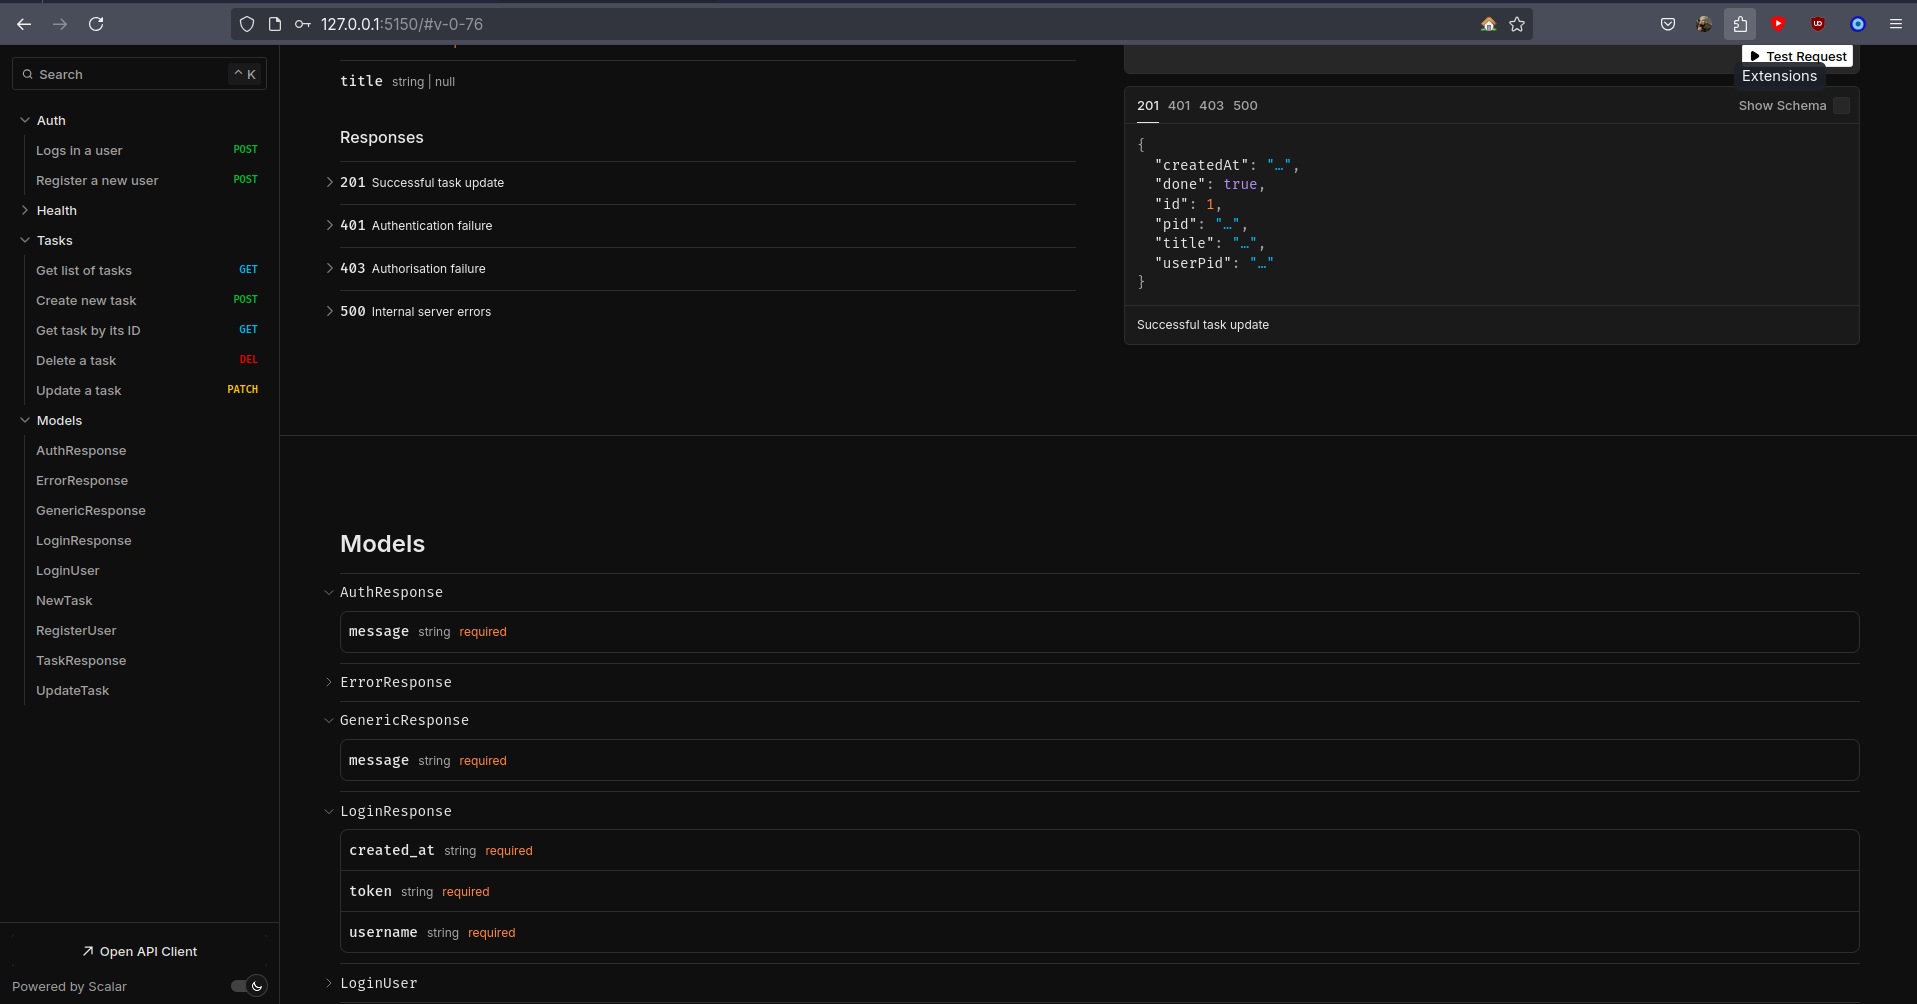 127.0.0.1:5150/#v-0-76
Search
^ K
Auth
Logs in a user POST
Register a new user POST
Health
Tasks
Get list of tasks GET
Create new task POST
Get task by its ID GET
Delete a task DEL
Update a task PATCH
Models
AuthResponse
ErrorResponse
GenericResponse
LoginResponse
LoginUser
NewTask
RegisterUser
TaskResponse
UpdateTask
Open API Client
Powered by Scalar
title string | null
Responses
201 Successful task update
401 Authentication failure
403 Authorisation failure
500 Internal server errors
Test Request
Extensions
201 401 403 500 Show Schema
{
"createdAt": "…",
"done": true,
"id": 1,
"pid": "…",
"title": "…",
"userPid": "…"
}
Successful task update
Models
AuthResponse
message string required
ErrorResponse
GenericResponse
message string required
LoginResponse
created_at string required
token string required
username string required
LoginUser